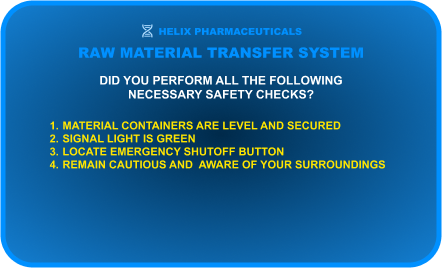 HELIX PHARMACEUTICALS
RAW MATERIAL TRANSFER SYSTEM
DID YOU PERFORM ALL THE FOLLOWING
NECESSARY SAFETY CHECKS?
1. MATERIAL CONTAINERS ARE LEVEL AND SECURED
2. SIGNAL LIGHT IS GREEN
3. LOCATE EMERGENCY SHUTOFF BUTTON
4. REMAIN CAUTIOUS AND AWARE OF YOUR SURROUNDINGS